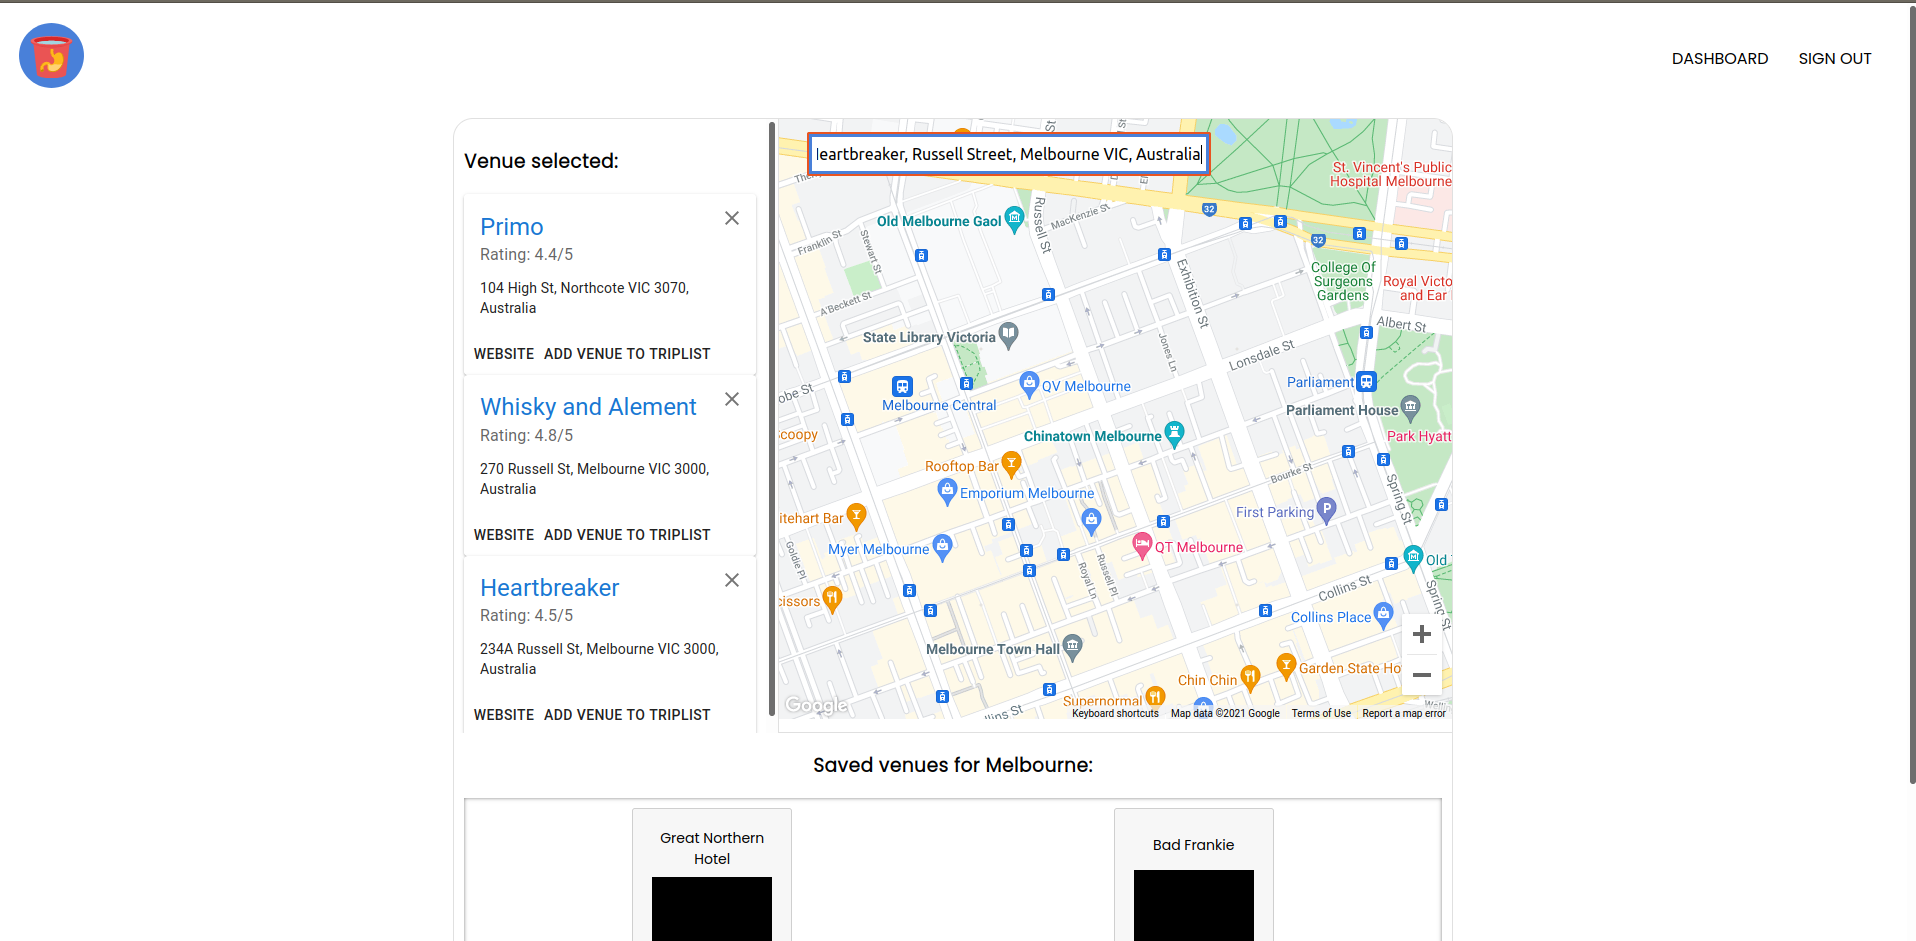 DASHBOARD SIGN OUT
Venue selected:
Primo
Rating: 4.4/5
104 High St, Northcote VIC 3070,
Australia
WEBSITE ADD VENUE TO TRIPLIST
Whisky and Alement
Rating: 4.8/5
270 Russell St, Melbourne VIC 3000,
Australia
WEBSITE ADD VENUE TO TRIPLIST
Heartbreaker
Rating: 4.5/5
234A Russell St, Melbourne VIC 3000,
Australia
WEBSITE ADD VENUE TO TRIPLIST
eartbreaker, Russell Street, Melbourne VIC, Australia
St. Vincent's Public
Hospital Melbourne
32
Old Melbourne Gaol
Russell St
MacKenzie St
Franklin St
Stewart St
A'Beckett St
Exhibition St
32
College Of
Surgeons
Gardens
Royal Victo
and Ear
Albert St
State Library Victoria
Jones Ln
Lonsdale St
QV Melbourne
Melbourne Central
Parliament
Parliament House
obe St
coopy
Chinatown Melbourne
Park Hyatt
Rooftop Bar
Bourke St
Emporium Melbourne
Spring St
itehart Bar
First Parking
P
Goldie Pl
Myer Melbourne
Royal Ln
Russell Pl
QT Melbourne
Old
cissors
Collins St
Spring St
Collins Place
Melbourne Town Hall
Chin Chin
Garden State Ho
Supernormal
llins St
Google
Keyboard shortcuts Map data ©2021 Google Terms of Use Report a map error
Saved venues for Melbourne:
Great Northern
Hotel
Bad Frankie